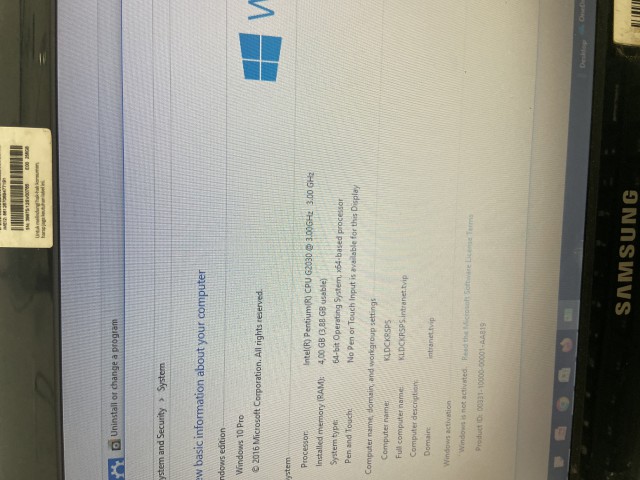 Uninstall or change a program
ystem and Security > System
ew basic information about your computer
ndows edition
Windows 10 Pro
© 2016 Microsoft Corporation. All rights reserved.
W
ystem
Processor: Intel(R) Pentium(R) CPU G2030 @ 3.00GHz 3.00 GHz
Installed memory (RAM): 4,00 GB (3,88 GB usable)
System type: 64-bit Operating System, x64-based processor
Pen and Touch: No Pen or Touch Input is available for this Display
Computer name, domain, and workgroup settings
Computer name: KLDCKRSPS
Full computer name: KLDCKRSPS.intranet.tvip
Computer description:
Domain: intranet.tvip
Windows activation
Windows is not activated. Read the Microsoft Software License Terms
Product ID: 00331-10000-00001-AA819
Desktop
SAMSUNG